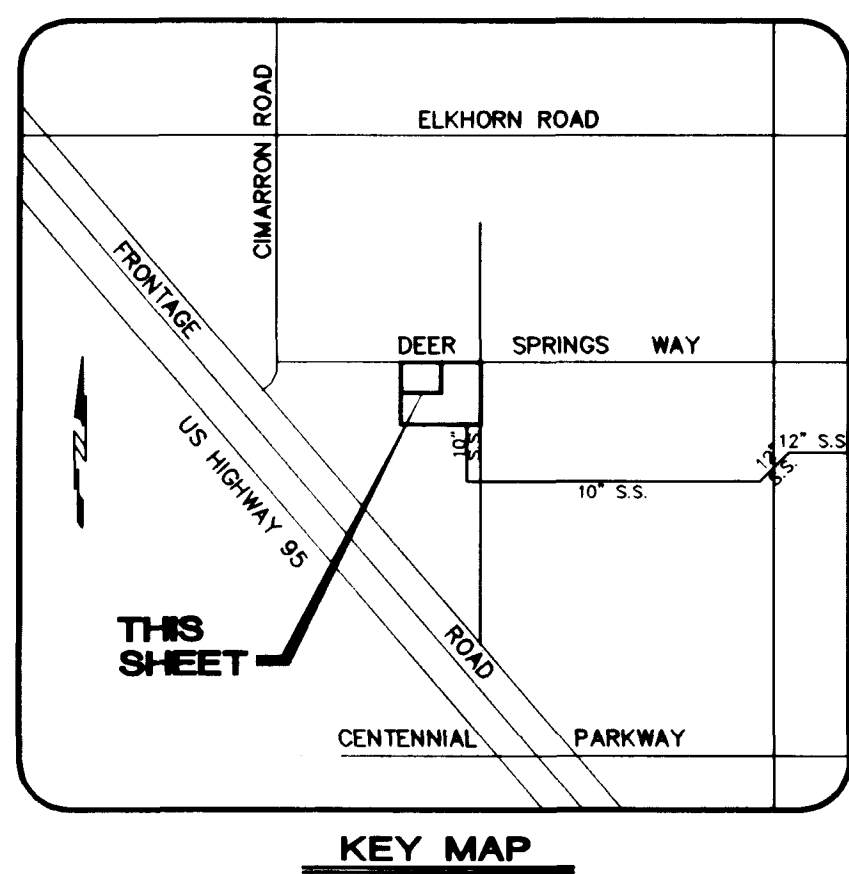 CIMARRON ROAD
ELKHORN ROAD
FRONTAGE
DEER SPRINGS WAY
US HIGHWAY 95
10" S.S.
12" S.S.
12" S.S.
10" S.S.
N
THIS
SHEET
ROAD
CENTENNIAL PARKWAY
KEY MAP